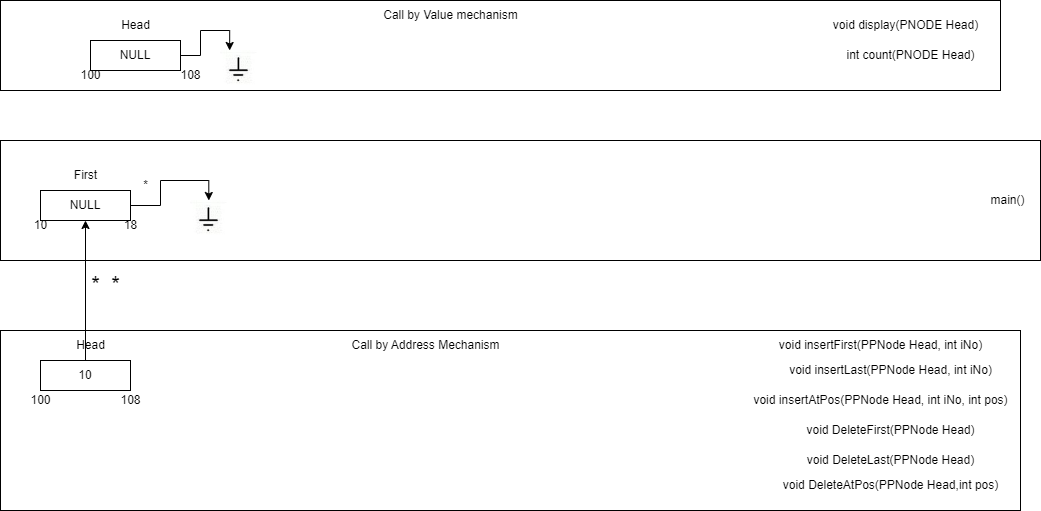 Call by Value mechanism
Head
void display(PNODE Head)
NULL
int count(PNODE Head)
100
108
First
*
NULL
main()
10
18
* *
Head
Call by Address Mechanism
void insertFirst(PPNode Head, int iNo)
void insertLast(PPNode Head, int iNo)
10
100
108
void insertAtPos(PPNode Head, int iNo, int pos)
void DeleteFirst(PPNode Head)
void DeleteLast(PPNode Head)
void DeleteAtPos(PPNode Head,int pos)